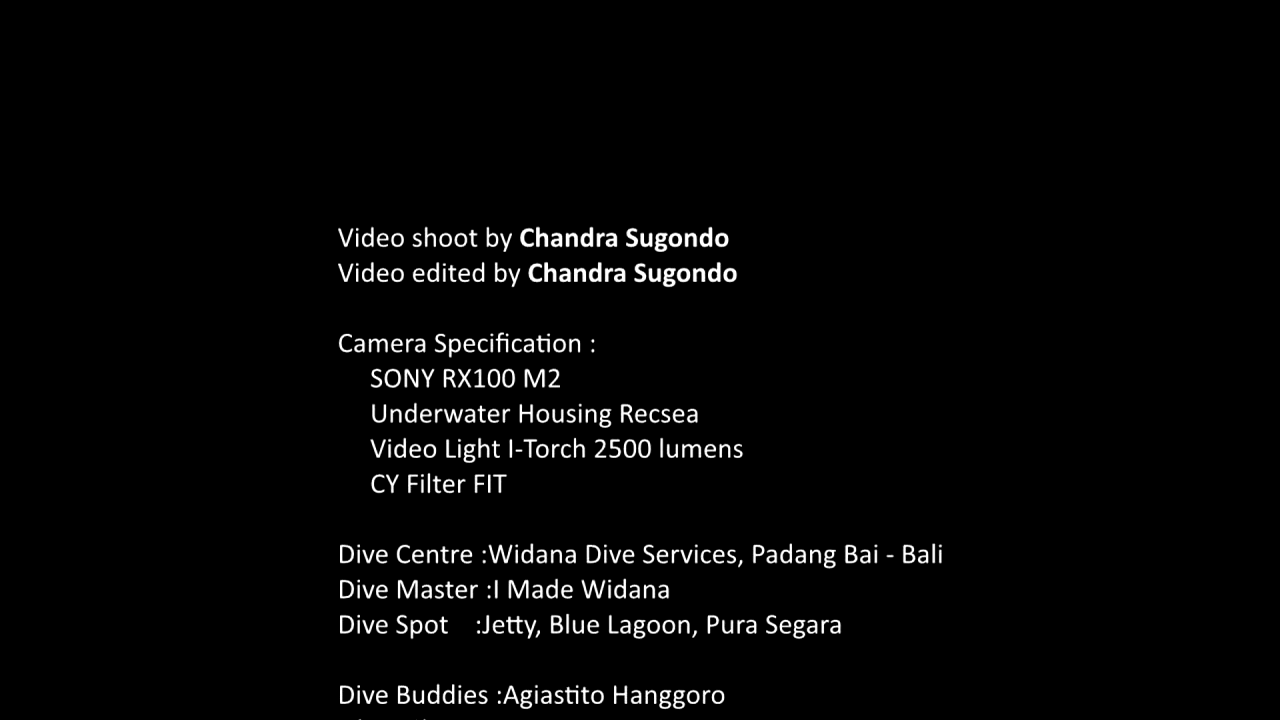 Video shoot by Chandra Sugondo
Video edited by Chandra Sugondo
Camera Specification :
SONY RX100 M2
Underwater Housing Recsea
Video Light I-Torch 2500 lumens
CY Filter FIT
Dive Centre :Widana Dive Services, Padang Bai - Bali
Dive Master :I Made Widana
Dive Spot :Jetty, Blue Lagoon, Pura Segara
Dive Buddies :Agiastito Hanggoro